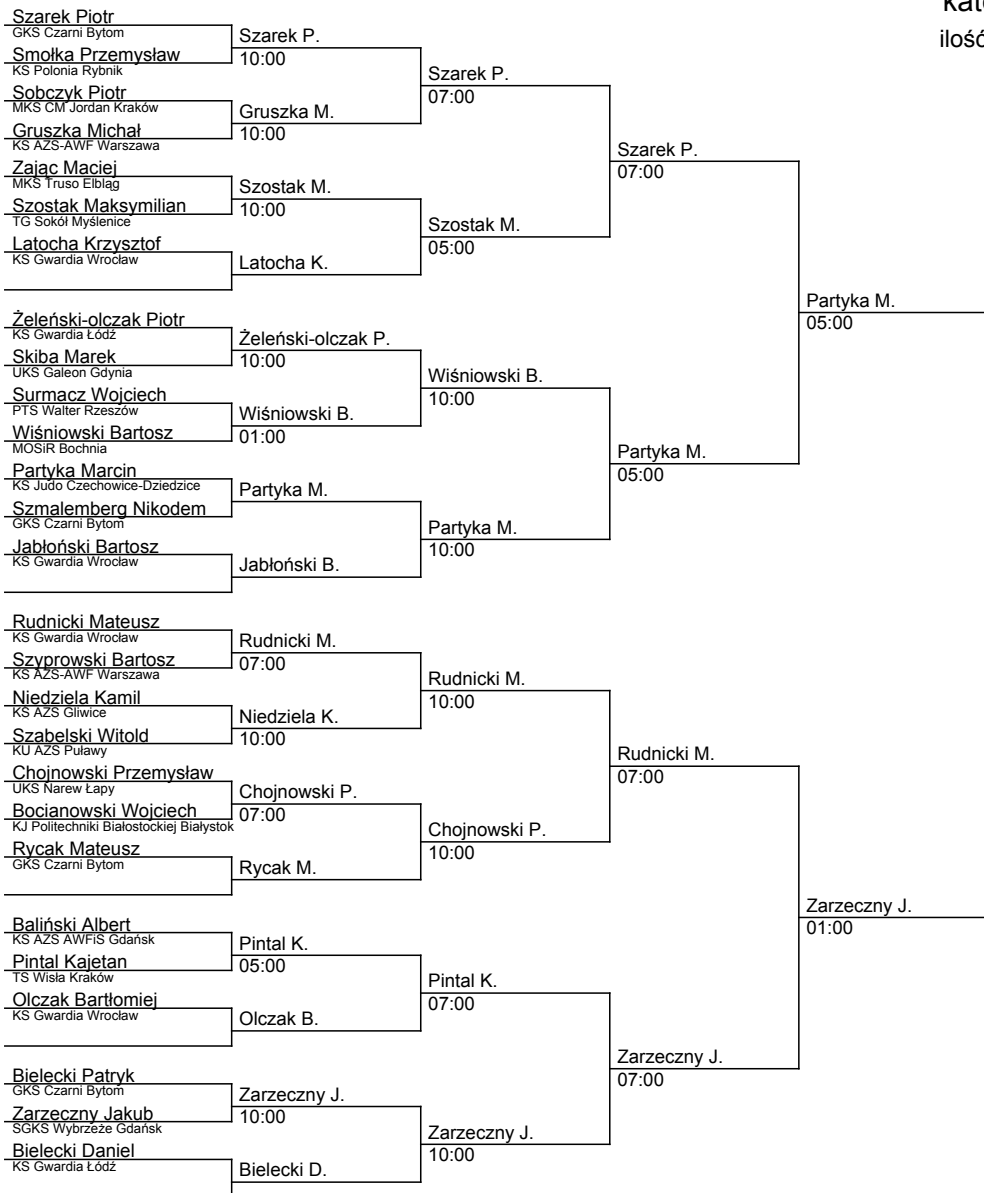 kat
ilość
Szarek Piotr
GKS Czarni Bytom
Smołka Przemysław
KS Polonia Rybnik
Sobczyk Piotr
MKS CM Jordan Kraków
Gruszka Michał
KS AZS-AWF Warszawa
Zając Maciej
MKS Truso Elbląg
Szostak Maksymilian
TG Sokół Myślenice
Latocha Krzysztof
KS Gwardia Wrocław
Żeleński-olczak Piotr
KS Gwardia Łódź
Skiba Marek
UKS Galeon Gdynia
Surmacz Wojciech
PTS Walter Rzeszów
Wiśniowski Bartosz
MOSiR Bochnia
Partyka Marcin
KS Judo Czechowice-Dziedzice
Szmalemberg Nikodem
GKS Czarni Bytom
Jabłoński Bartosz
KS Gwardia Wrocław
Rudnicki Mateusz
KS Gwardia Wrocław
Szyprowski Bartosz
KS AZS-AWF Warszawa
Niedziela Kamil
KS AZS Gliwice
Szabelski Witold
KU AZS Puławy
Chojnowski Przemysław
UKS Narew Łapy
Bocianowski Wojciech
KJ Politechniki Białostockiej Białystok
Rycak Mateusz
GKS Czarni Bytom
Baliński Albert
KS AZS AWFiS Gdańsk
Pintal Kajetan
TS Wisła Kraków
Olczak Bartłomiej
KS Gwardia Wrocław
Bielecki Patryk
GKS Czarni Bytom
Zarzeczny Jakub
SGKS Wybrzeże Gdańsk
Bielecki Daniel
KS Gwardia Łódź
Szarek P.
10:00
Gruszka M.
10:00
Szostak M.
10:00
Latocha K.
Żeleński-olczak P.
10:00
Wiśniowski B.
01:00
Partyka M.
Jabłoński B.
Rudnicki M.
07:00
Niedziela K.
10:00
Chojnowski P.
07:00
Rycak M.
Pintal K.
05:00
Olczak B.
Zarzeczny J.
10:00
Bielecki D.
Szarek P.
07:00
Szostak M.
05:00
Wiśniowski B.
10:00
Partyka M.
10:00
Rudnicki M.
10:00
Chojnowski P.
10:00
Pintal K.
07:00
Zarzeczny J.
10:00
Szarek P.
07:00
Partyka M.
05:00
Rudnicki M.
07:00
Zarzeczny J.
07:00
Partyka M.
05:00
Zarzeczny J.
01:00